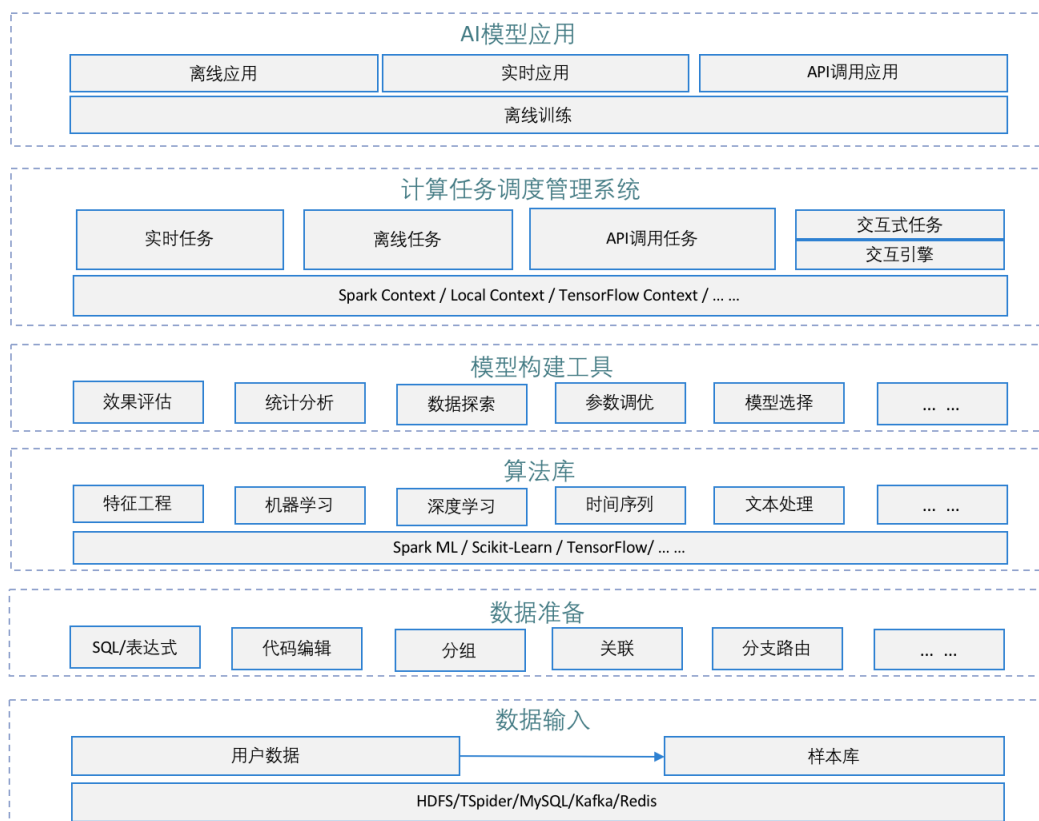 AI模型应用
离线应用
实时应用
API调用应用
离线训练
计算任务调度管理系统
实时任务
离线任务
API调用任务
交互式任务
交互引擎
Spark Context / Local Context / TensorFlow Context / ... ...
模型构建工具
效果评估
统计分析
数据探索
参数调优
模型选择
... ...
算法库
特征工程
机器学习
深度学习
时间序列
文本处理
... ...
Spark ML / Scikit-Learn / TensorFlow/ ... ...
数据准备
SQL/表达式
代码编辑
分组
关联
分支路由
... ...
数据输入
用户数据
样本库
HDFS/TSpider/MySQL/Kafka/Redis